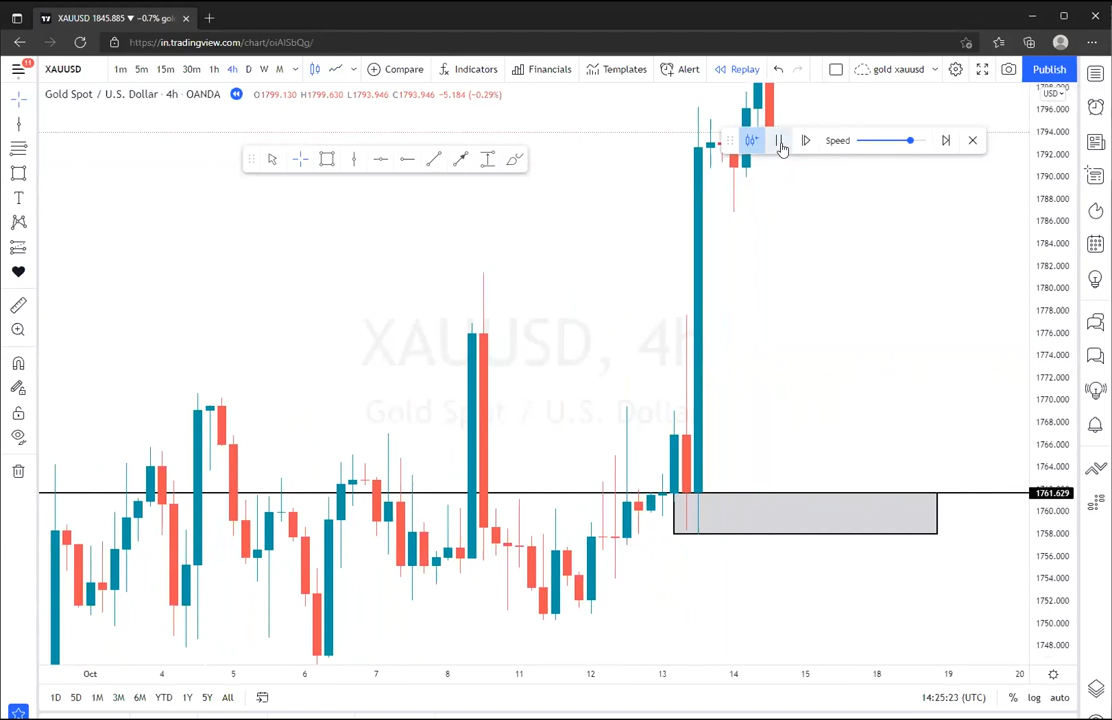 XAUUSD 1845.885 ▼ −0.7% gol
https://in.tradingview.com/chart/oiAISbQg/
11
XAUUSD
1m 5m 15m 30m 1h 4h D W M
Compare
Indicators
Financials
Templates
Alert
Replay
gold xauusd
Publish
Gold Spot / U.S. Dollar · 4h · OANDA
O1799.130 H1799.630 L1793.946 C1793.946 −5.184 (−0.29%)
USD
Speed
XAUUSD, 4h
Gold Spot / U.S. Dollar
1798.000
1796.000
1794.000
1792.000
1790.000
1788.000
1786.000
1784.000
1782.000
1780.000
1778.000
1776.000
1774.000
1772.000
1770.000
1768.000
1766.000
1764.000
1761.629
1760.000
1758.000
1756.000
1754.000
1752.000
1750.000
1748.000
Oct 4 5 6 7 8 11 12 13 14 15 18 19 20
1D 5D 1M 3M 6M YTD 1Y 5Y All
14:25:23 (UTC)
% log auto